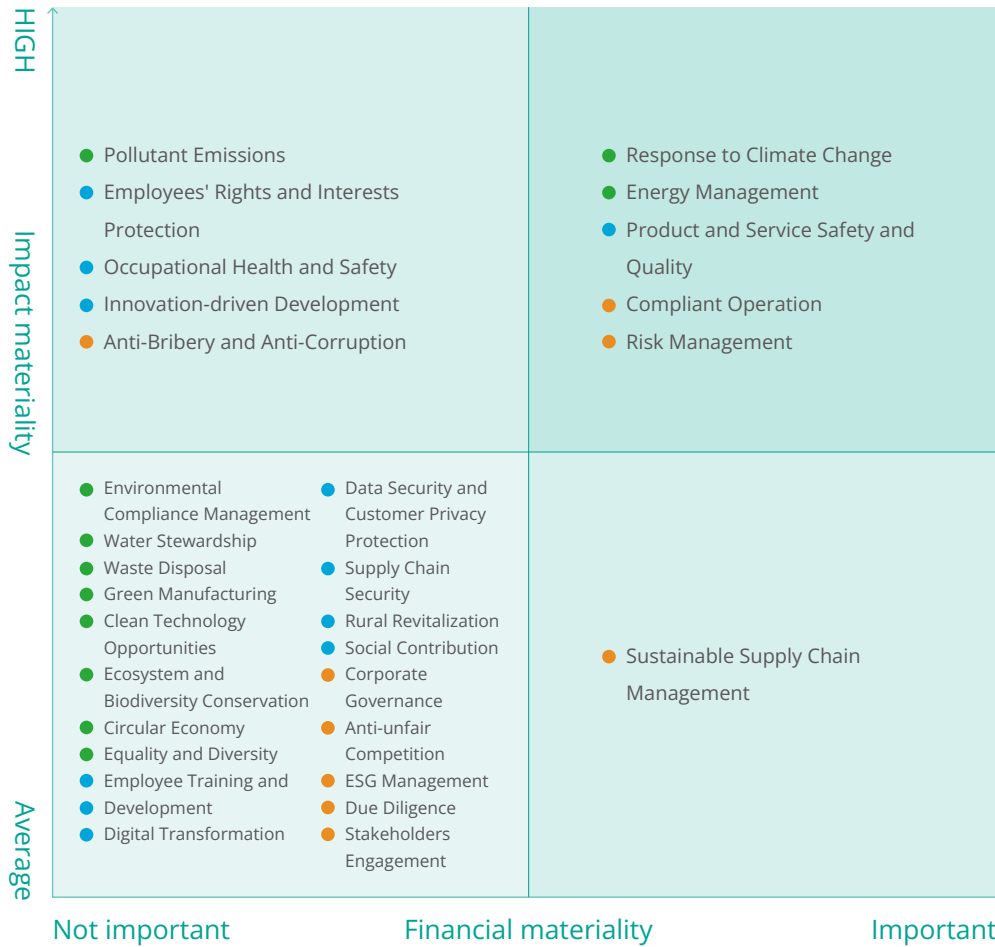 HIGH
Impact materiality
Average
Pollutant Emissions
Employees' Rights and Interests
Protection
Occupational Health and Safety
Innovation-driven Development
Anti-Bribery and Anti-Corruption
Response to Climate Change
Energy Management
Product and Service Safety and
Quality
Compliant Operation
Risk Management
Environmental
Compliance Management
Water Stewardship
Waste Disposal
Green Manufacturing
Clean Technology
Opportunities
Ecosystem and
Biodiversity Conservation
Circular Economy
Equality and Diversity
Employee Training and
Development
Digital Transformation
Data Security and
Customer Privacy
Protection
Supply Chain
Security
Rural Revitalization
Social Contribution
Corporate
Governance
Anti-unfair
Competition
ESG Management
Due Diligence
Stakeholders
Engagement
Sustainable Supply Chain
Management
Not important
Financial materiality
Important